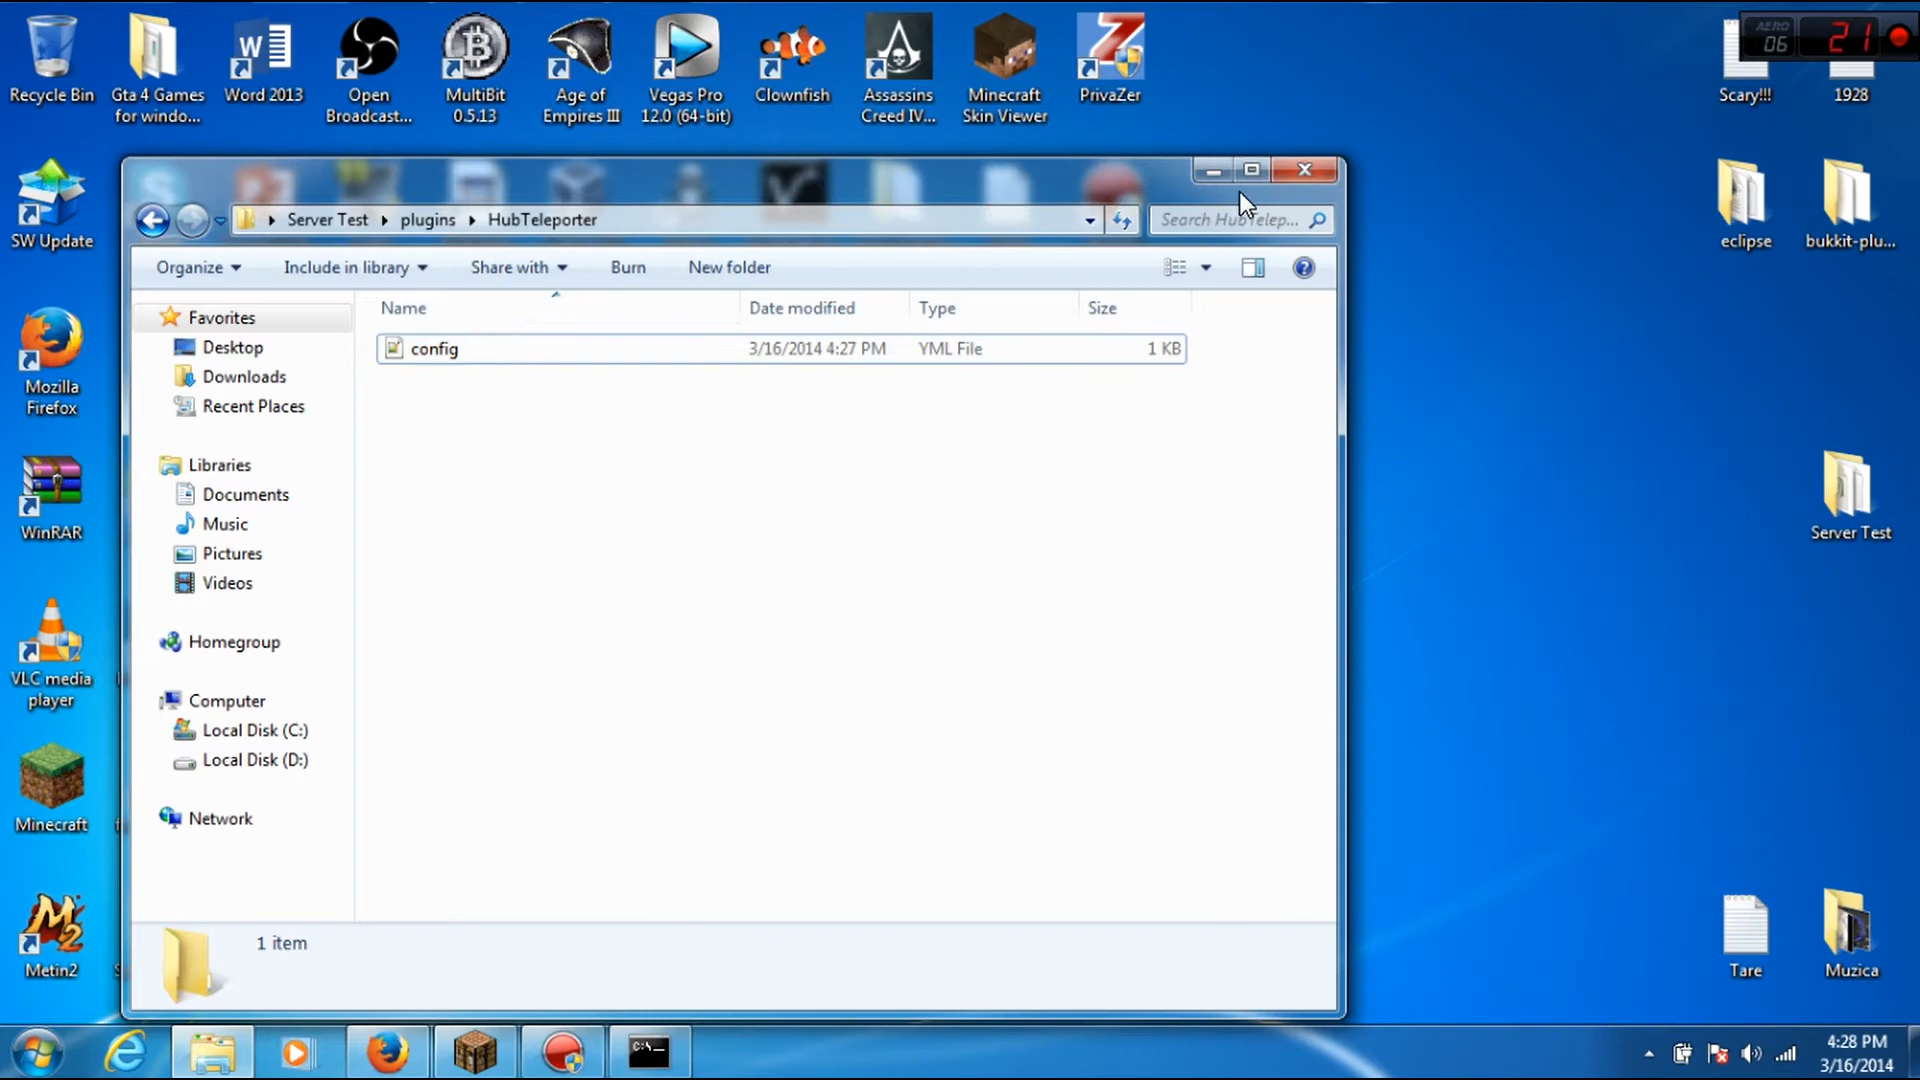 Recycle Bin
Gta 4 Games
for windo...
Word 2013
Open
Broadcast...
MultiBit
0.5.13
Age of
Empires III
Vegas Pro
12.0 (64-bit)
Clownfish
Assassins
Creed IV...
Minecraft
Skin Viewer
PrivaZer
Scary!!!
1928
AERO
06
21
SW Update
eclipse
bukkit-plu...
Server Test
plugins
HubTeleporter
Search HubTelep...
Organize
Include in library
Share with
Burn
New folder
Name
Date modified
Type
Size
config
3/16/2014 4:27 PM
YML File
1 KB
Favorites
Desktop
Downloads
Recent Places
Libraries
Documents
Music
Pictures
Videos
Homegroup
Computer
Local Disk (C:)
Local Disk (D:)
Network
1 item
Mozilla
Firefox
WinRAR
VLC media
player
Minecraft
Metin2
Server Test
Tare
Muzica
C:\
4:28 PM
3/16/2014